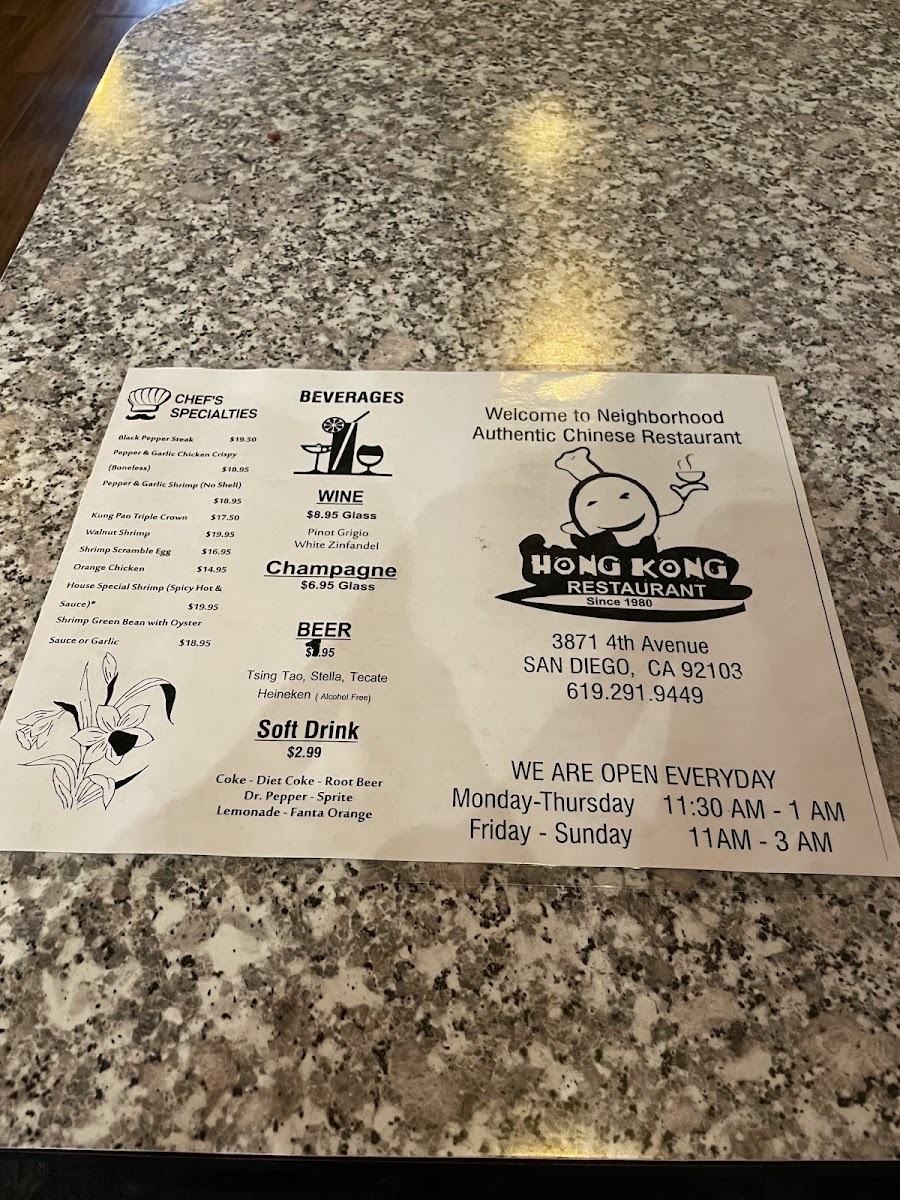 CHEF'S
SPECIALTIES
Black Pepper Steak $19.50
Pepper & Garlic Chicken Crispy
(Boneless) $18.95
Pepper & Garlic Shrimp (No Shell)
$18.95
Kung Pao Triple Crown $17.50
Walnut Shrimp $19.95
Shrimp Scramble Egg $16.95
Orange Chicken $14.95
House Special Shrimp (Spicy Hot &
Sauce)* $19.95
Shrimp Green Bean with Oyster
Sauce or Garlic $18.95
BEVERAGES
WINE
$8.95 Glass
Pinot Grigio
White Zinfandel
Champagne
$6.95 Glass
BEER
Tsing Tao, Stella, Tecate
Heineken ( Alcohol Free)
Soft Drink
$2.99
Coke - Diet Coke - Root Beer
Dr. Pepper - Sprite
Lemonade - Fanta Orange
Welcome to Neighborhood
Authentic Chinese Restaurant
HONG KONG
RESTAURANT
Since 1980
3871 4th Avenue
SAN DIEGO, CA 92103
619.291.9449
WE ARE OPEN EVERYDAY
Monday-Thursday 11:30 AM - 1 AM
Friday - Sunday 11AM - 3 AM